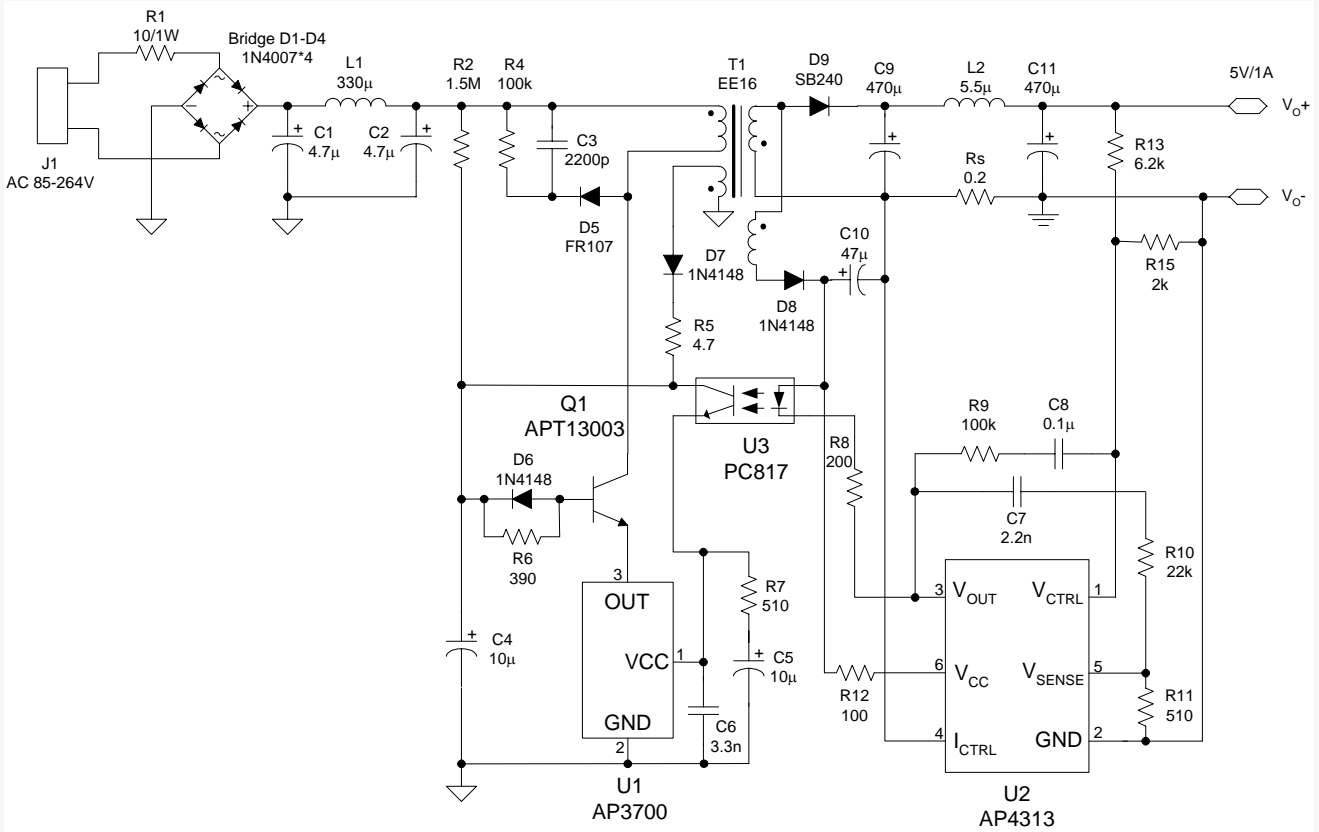 R1
10/1W
Bridge D1-D4
1N4007*4
J1
AC 85-264V
~
~
-
+
L1
330μ
+
C1
4.7μ
+
C2
4.7μ
R2
1.5M
R4
100k
C3
2200p
D5
FR107
T1
EE16
D9
SB240
C9
470μ
+
L2
5.5μ
C11
470μ
+
5V/1A
VO+
R13
6.2k
Rs
0.2
VO-
R15
2k
D7
1N4148
C10
47μ
+
D8
1N4148
R5
4.7
Q1
APT13003
U3
PC817
R8
200
R9
100k
C8
0.1μ
C7
2.2n
R10
22k
D6
1N4148
R6
390
3
OUT
VCC
1
GND
2
U1
AP3700
+
C4
10μ
R7
510
+
C5
10μ
C6
3.3n
R12
100
3
VOUT
VCTRL
1
6
VCC
VSENSE
5
4
ICTRL
GND
2
R11
510
U2
AP4313